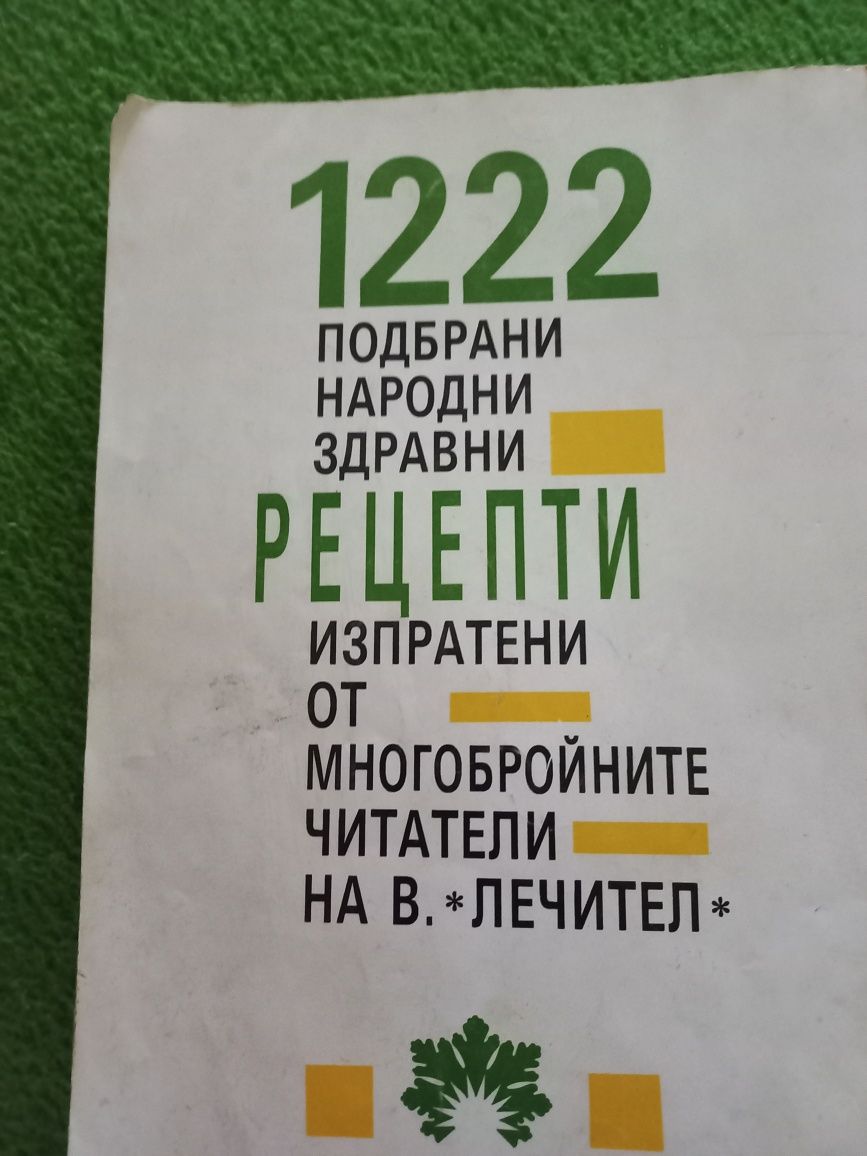 1222
ПОДБРАНИ
НАРОДНИ
ЗДРАВНИ
РЕЦЕПТИ
ИЗПРАТЕНИ
ОТ
МНОГОБРОЙНИТЕ
ЧИТАТЕЛИ
НА В. *ЛЕЧИТЕЛ*